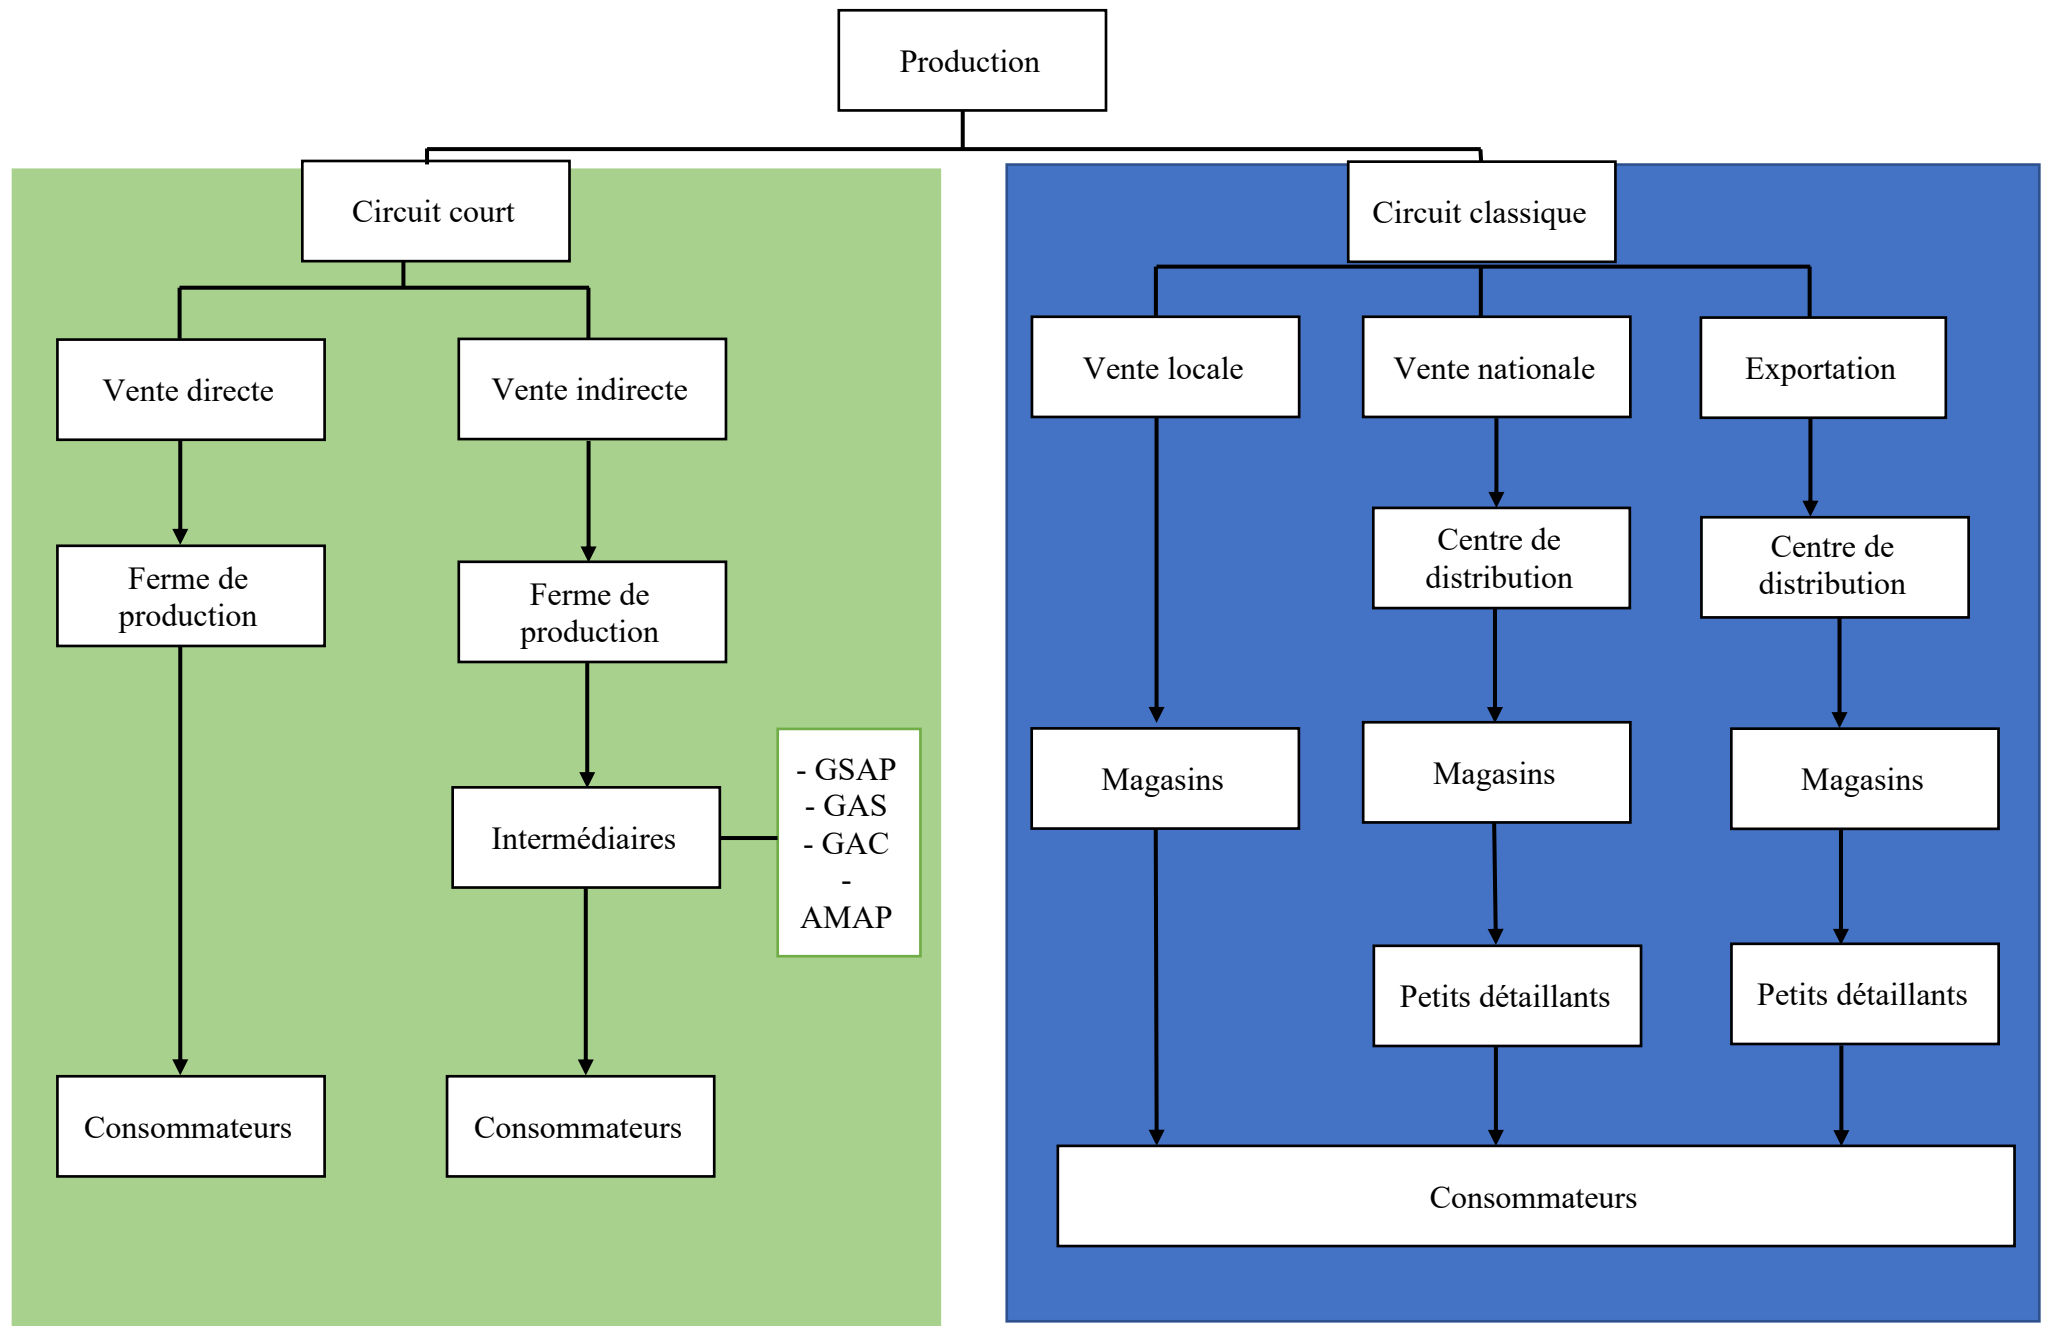 Production
Circuit court
Circuit classique
Vente directe
Vente indirecte
Vente locale
Vente nationale
Exportation
Ferme de
production
Ferme de
production
Centre de
distribution
Centre de
distribution
Intermédiaires
- GSAP
- GAS
- GAC
-
AMAP
Magasins
Magasins
Magasins
Petits détaillants
Petits détaillants
Consommateurs
Consommateurs
Consommateurs